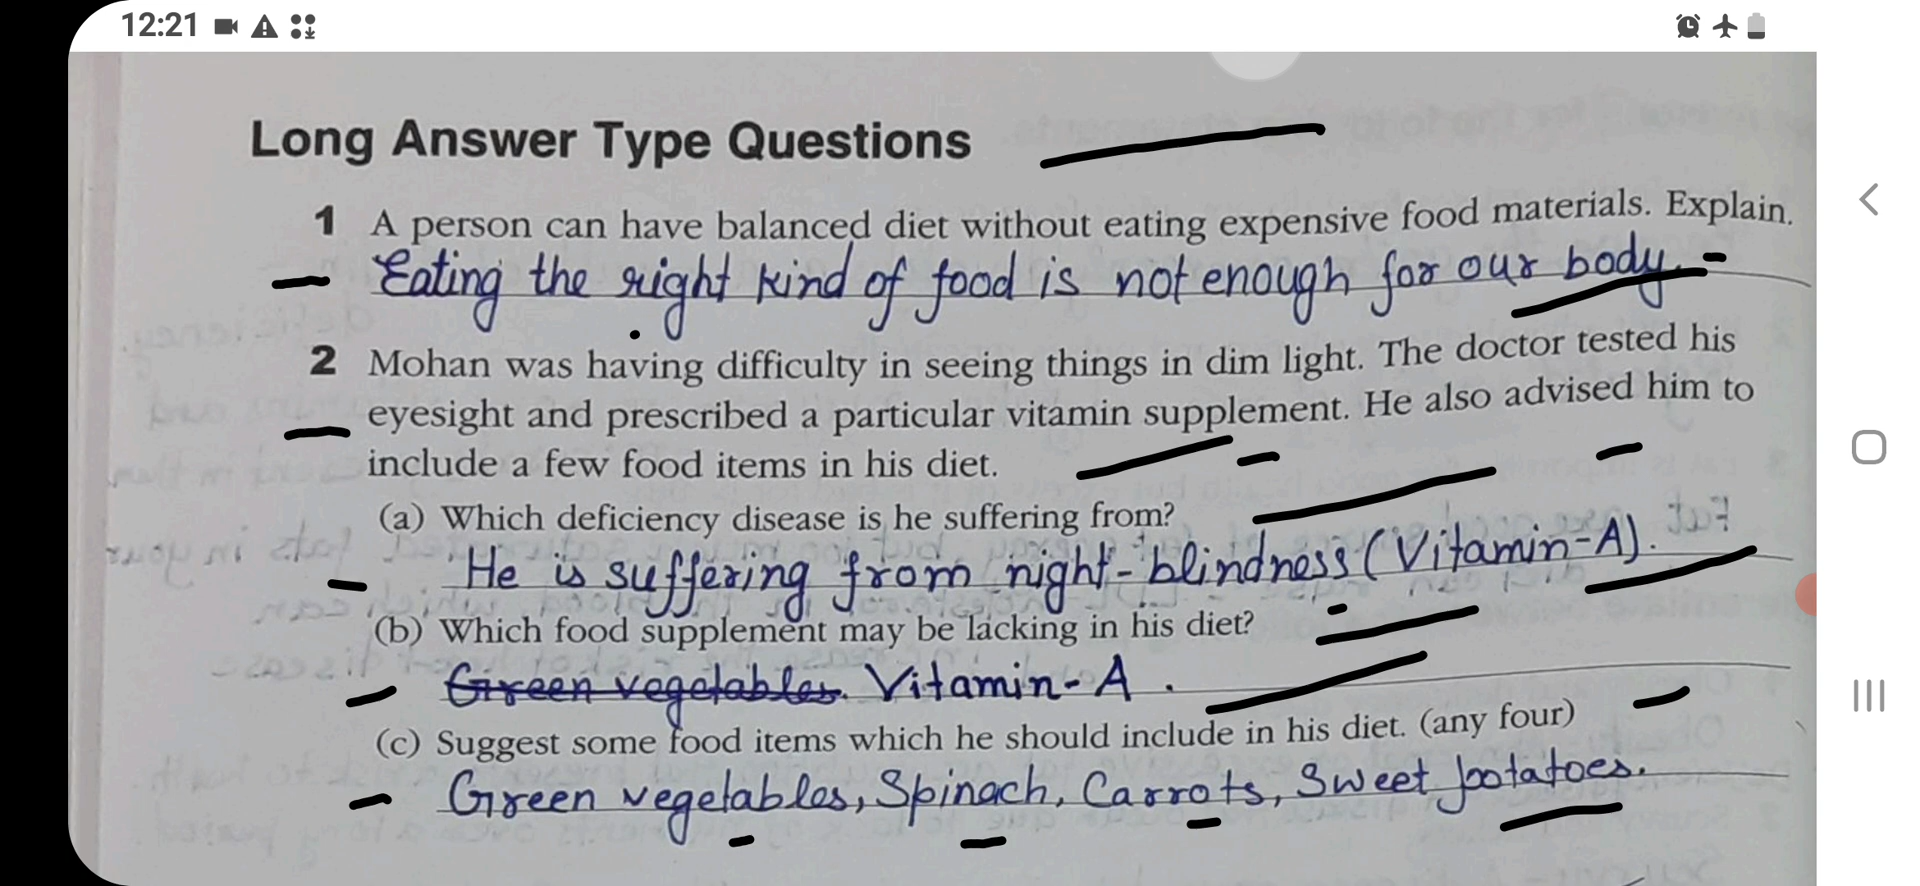 12:21
Long Answer Type Questions
1 A person can have balanced diet without eating expensive food materials. Explain.
Eating the right kind of food is not enough for our body.
2 Mohan was having difficulty in seeing things in dim light. The doctor tested his
eyesight and prescribed a particular vitamin supplement. He also advised him to
include a few food items in his diet.
(a) Which deficiency disease is he suffering from?
He is suffering from night-blindness (Vitamin-A).
(b) Which food supplement may be lacking in his diet?
Green vegetables. Vitamin-A.
(c) Suggest some food items which he should include in his diet. (any four)
Green vegetables, Spinach, Carrots, Sweet potatoes.